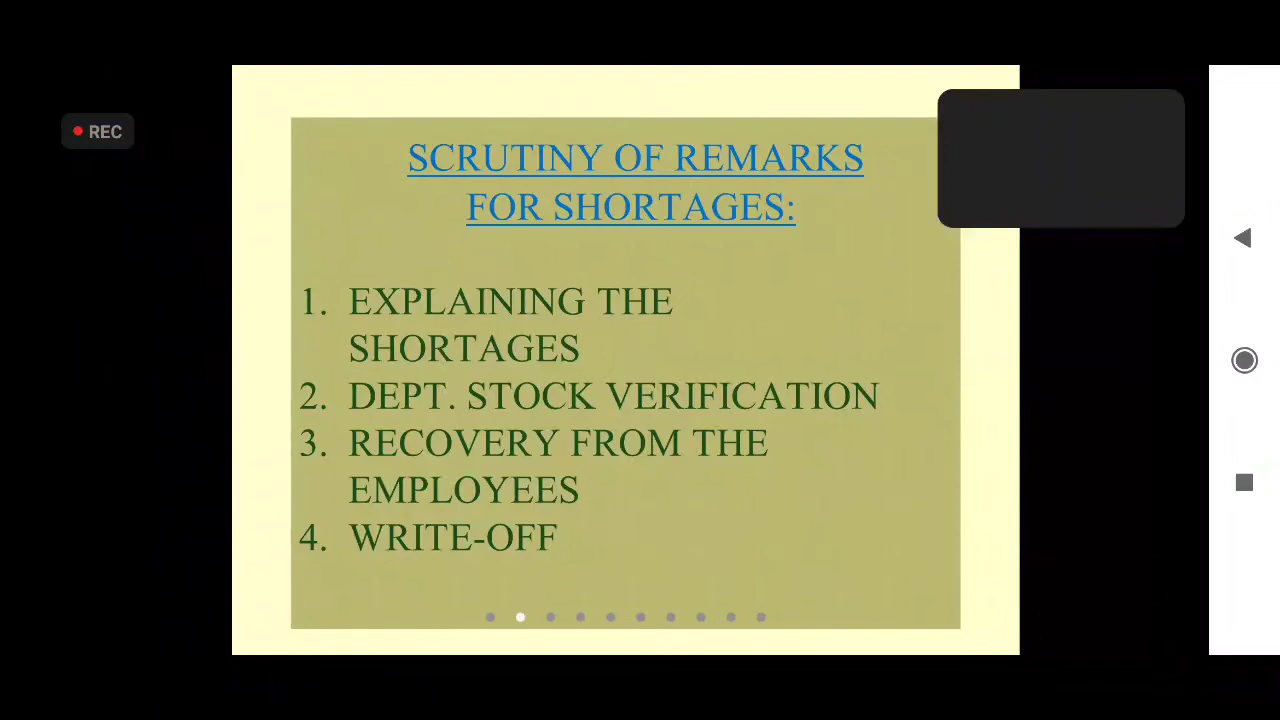 REC
SCRUTINY OF REMARKS
FOR SHORTAGES:
1. EXPLAINING THE
SHORTAGES
2. DEPT. STOCK VERIFICATION
3. RECOVERY FROM THE
EMPLOYEES
4. WRITE-OFF